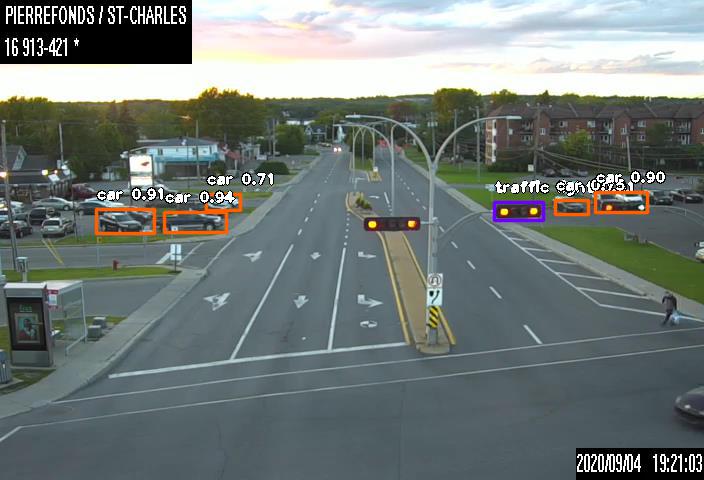 PIERREFONDS / ST-CHARLES
16 913-421 *
car 0.71
car 0.91
car 0.94
car 0.90
traffic
2020/09/04 19:21:03